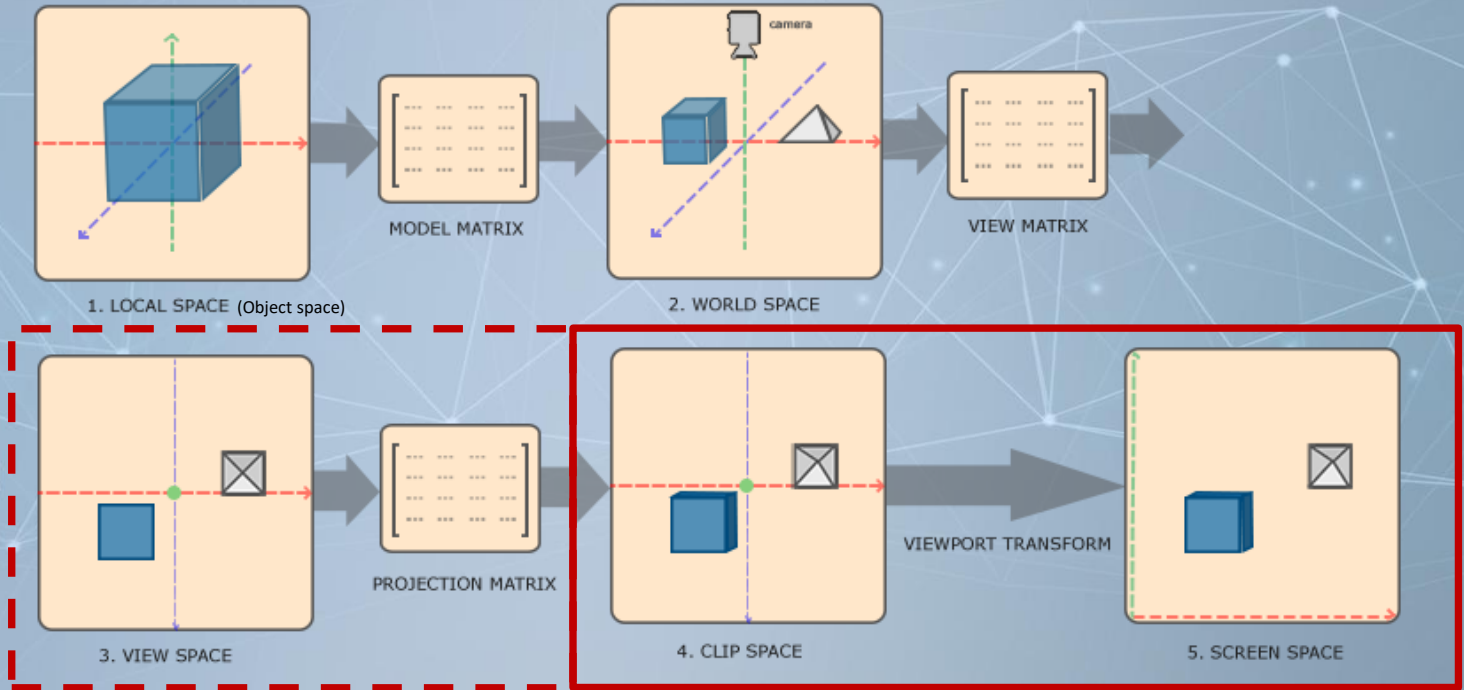 camera
MODEL MATRIX
VIEW MATRIX
1. LOCAL SPACE (Object space)
2. WORLD SPACE
PROJECTION MATRIX
VIEWPORT TRANSFORM
3. VIEW SPACE
4. CLIP SPACE
5. SCREEN SPACE